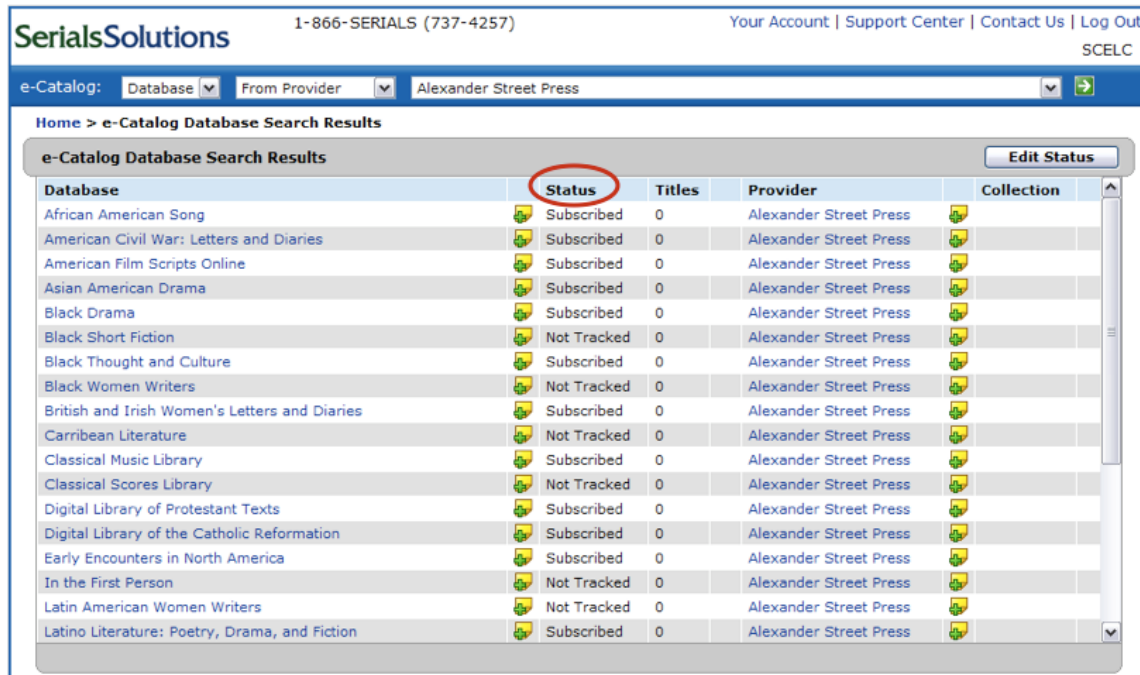 SerialsSolutions 1-866-SERIALS (737-4257) Your Account | Support Center | Contact Us | Log Out
SCELC
e-Catalog: Database From Provider Alexander Street Press
Home > e-Catalog Database Search Results
e-Catalog Database Search Results Edit Status
Database Status Titles Provider Collection
African American Song Subscribed 0 Alexander Street Press
American Civil War: Letters and Diaries Subscribed 0 Alexander Street Press
American Film Scripts Online Subscribed 0 Alexander Street Press
Asian American Drama Subscribed 0 Alexander Street Press
Black Drama Subscribed 0 Alexander Street Press
Black Short Fiction Not Tracked 0 Alexander Street Press
Black Thought and Culture Subscribed 0 Alexander Street Press
Black Women Writers Not Tracked 0 Alexander Street Press
British and Irish Women's Letters and Diaries Subscribed 0 Alexander Street Press
Carribean Literature Not Tracked 0 Alexander Street Press
Classical Music Library Subscribed 0 Alexander Street Press
Classical Scores Library Not Tracked 0 Alexander Street Press
Digital Library of Protestant Texts Subscribed 0 Alexander Street Press
Digital Library of the Catholic Reformation Subscribed 0 Alexander Street Press
Early Encounters in North America Subscribed 0 Alexander Street Press
In the First Person Not Tracked 0 Alexander Street Press
Latin American Women Writers Not Tracked 0 Alexander Street Press
Latino Literature: Poetry, Drama, and Fiction Subscribed 0 Alexander Street Press